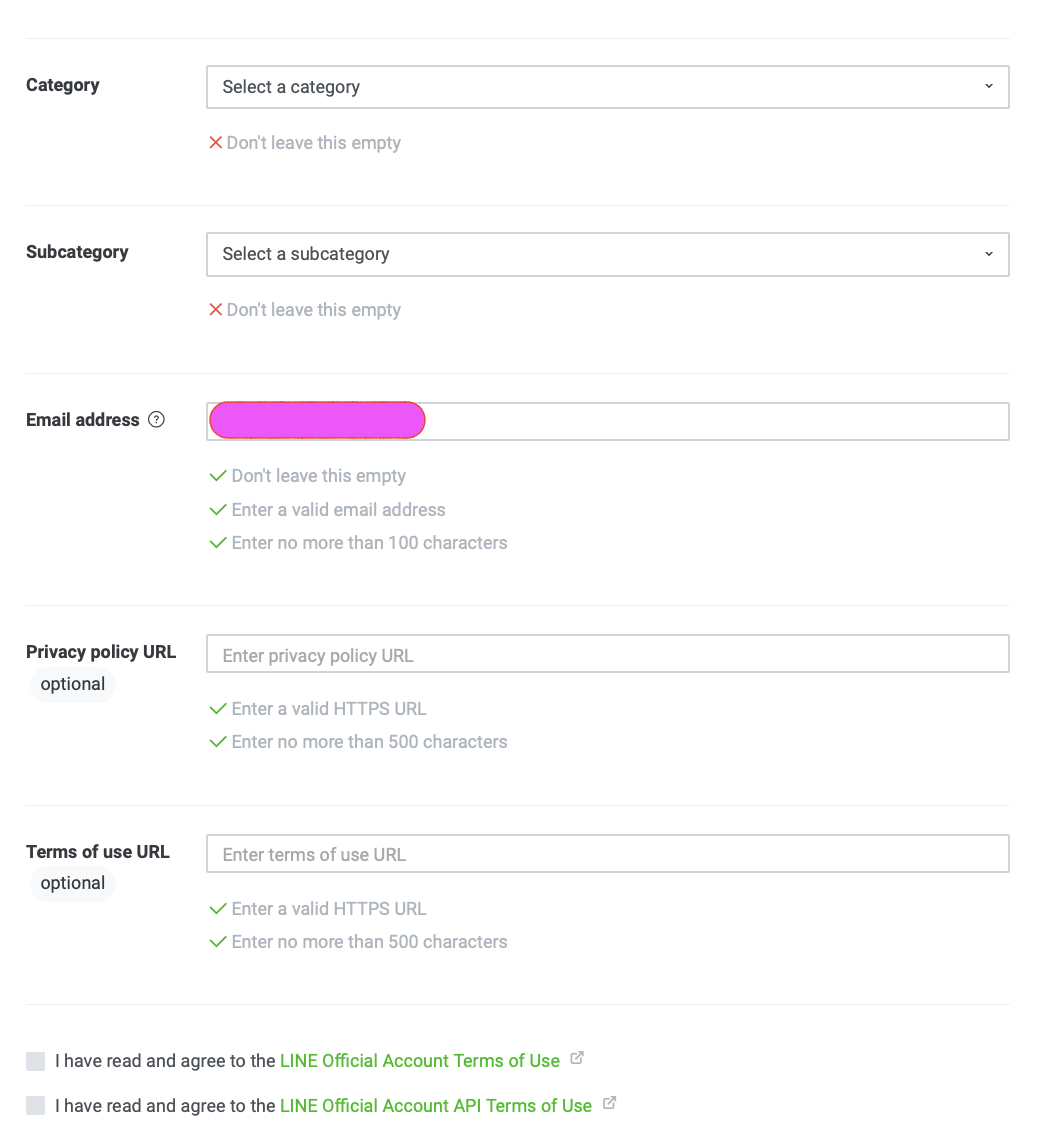 Category
Select a category
Don't leave this empty
Subcategory
Select a subcategory
Don't leave this empty
Email address ?
Don't leave this empty
Enter a valid email address
Enter no more than 100 characters
Privacy policy URL
optional
Enter privacy policy URL
Enter a valid HTTPS URL
Enter no more than 500 characters
Terms of use URL
optional
Enter terms of use URL
Enter a valid HTTPS URL
Enter no more than 500 characters
I have read and agree to the LINE Official Account Terms of Use
I have read and agree to the LINE Official Account API Terms of Use